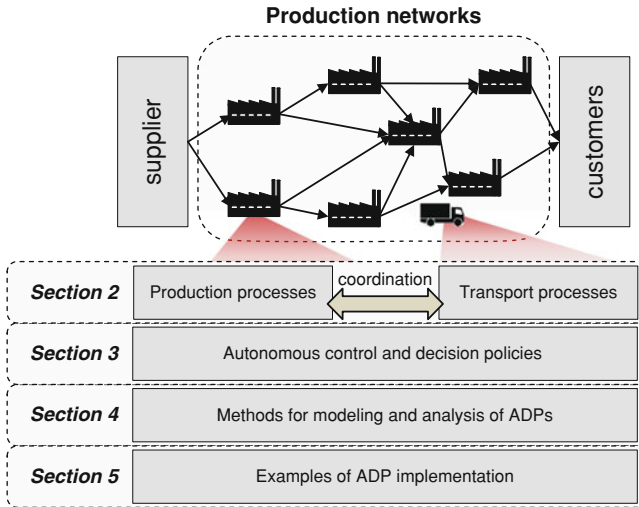 Production networks
supplier
customers
Section 2
Production processes
coordination
Transport processes
Section 3
Autonomous control and decision policies
Section 4
Methods for modeling and analysis of ADPs
Section 5
Examples of ADP implementation